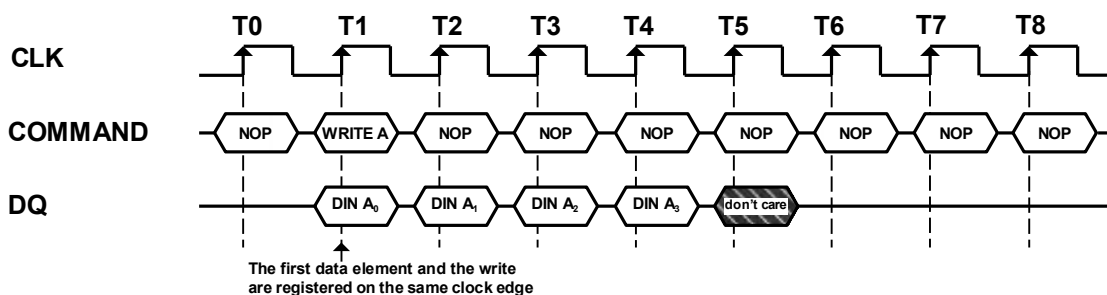 T0 T1 T2 T3 T4 T5 T6 T7 T8
CLK
COMMAND NOP WRITE A NOP NOP NOP NOP NOP NOP NOP
DQ DIN A₀ DIN A₁ DIN A₂ DIN A₃ don't care
The first data element and the write
are registered on the same clock edge